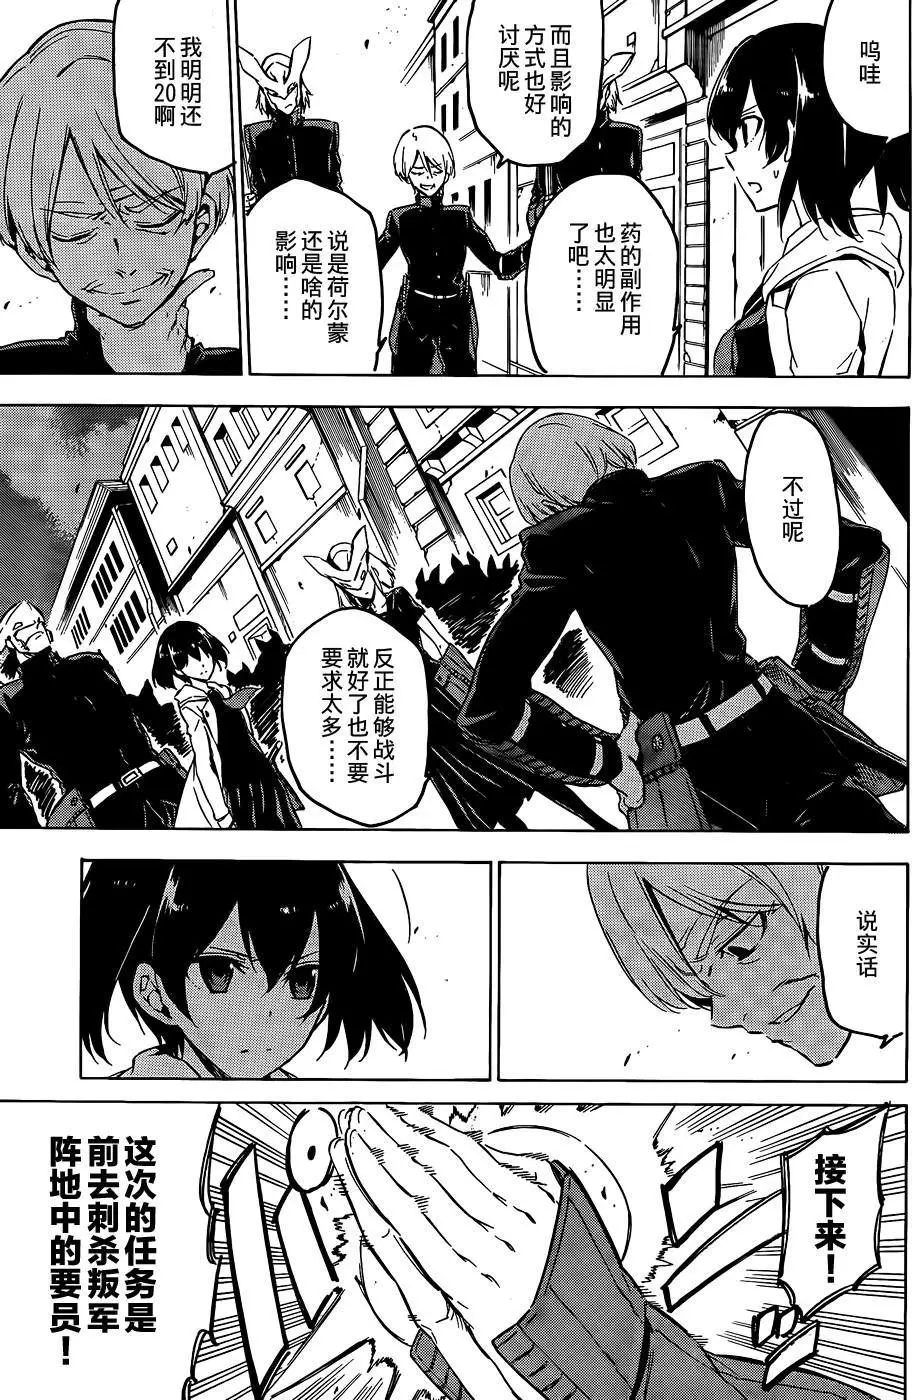 呜哇
而且影响的
方式也好
讨厌呢
药的副作用
也太明显
了吧……
说是荷尔蒙
还是啥的
影响……
我明明还
不到20啊
不过呢
反正能够战斗
就好了也不要
要求太多……
说实话
接下来！
这次的任务是
前去刺杀叛军
阵地中的要员！